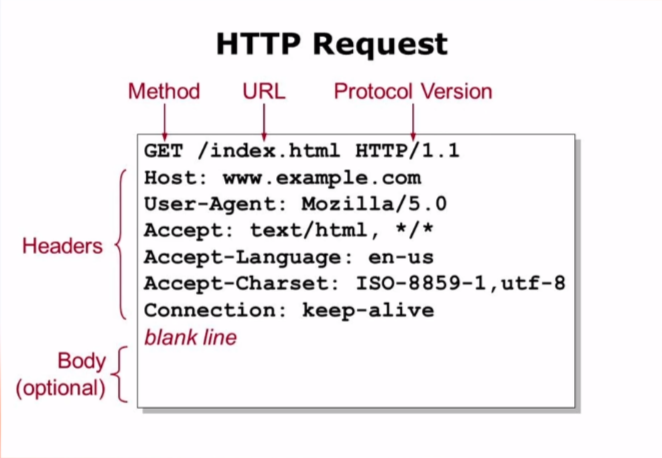 HTTP Request
Method URL Protocol Version
GET /index.html HTTP/1.1
Host: www.example.com
User-Agent: Mozilla/5.0
Headers
Accept: text/html, */*
Accept-Language: en-us
Accept-Charset: ISO-8859-1,utf-8
Connection: keep-alive
blank line
Body
(optional)